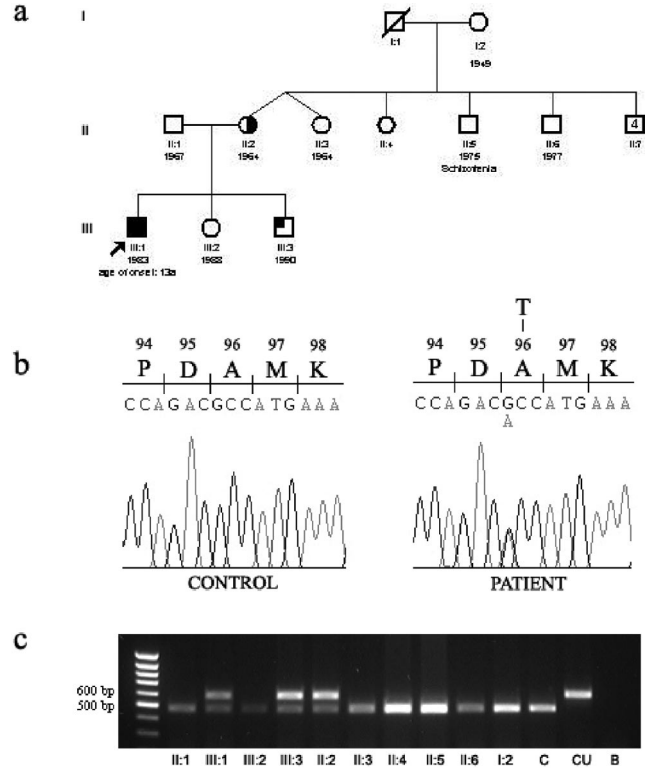 a
I
I:1 I:2
1949
II
II:1 II:2 II:3 II:4 II:5 II:6 II:7
4
1967 1964 1964 1975 1977
Schizofenia
III
III:1 III:2 III:3
1983 1988 1990
age of onset: 13a
b
T
94 95 96 97 98 94 95 96 97 98
P D A M K P D A M K
CCAGACGCCATGAAA CCAGACGCCATGAAA
A
CONTROL PATIENT
c
600 bp
500 bp
II:1 III:1 III:2 III:3 II:2 II:3 II:4 II:5 II:6 I:2 C CU B